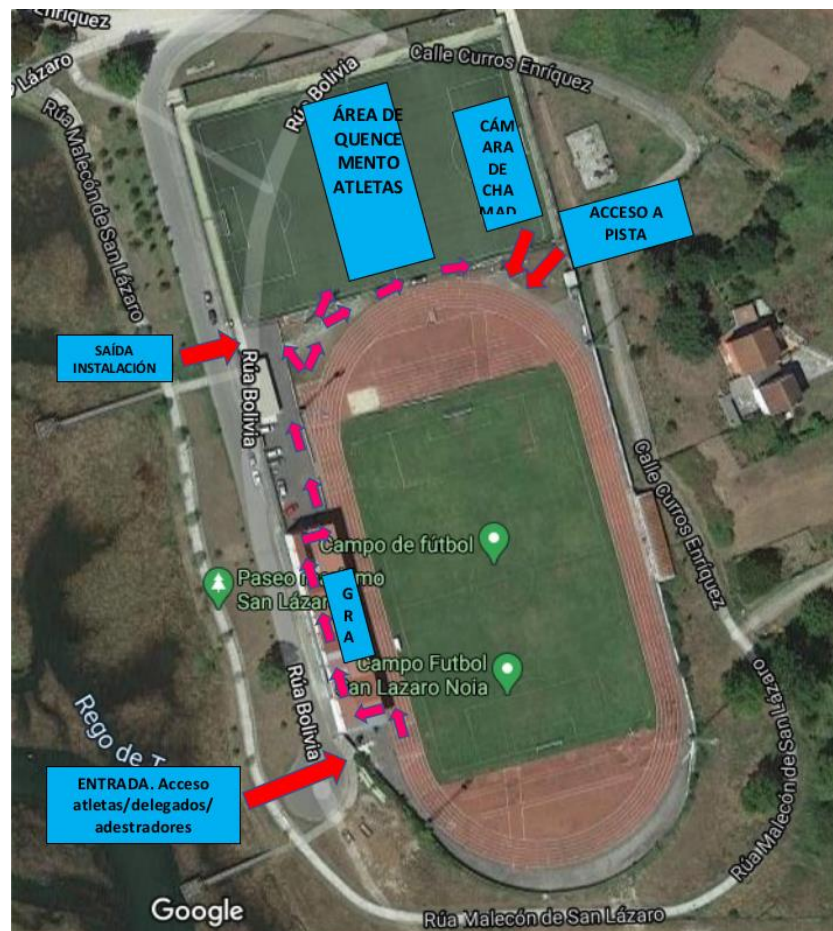 Enríquez
Lázaro
Rúa Malecón de San Lázaro
Rúa Bolivia
Calle Curros Enríquez
ÁREA DE
QUENCE
MENTO
ATLETAS
CÁM
ARA
DE
CHA
MAD
ACCESO A
PISTA
SAÍDA
INSTALACIÓN
Rúa Bolivia
Calle Curros Enríquez
Campo de fútbol
Paseo
San Láza
G
R
A
Campo Futbol
San Lazaro Noia
Rúa Bolivia
Rego de T
ENTRADA. Acceso
atletas/delegados/
adestradores
Rúa Malecón de San Lázaro
Google
Rúa Malecón de San Lázaro